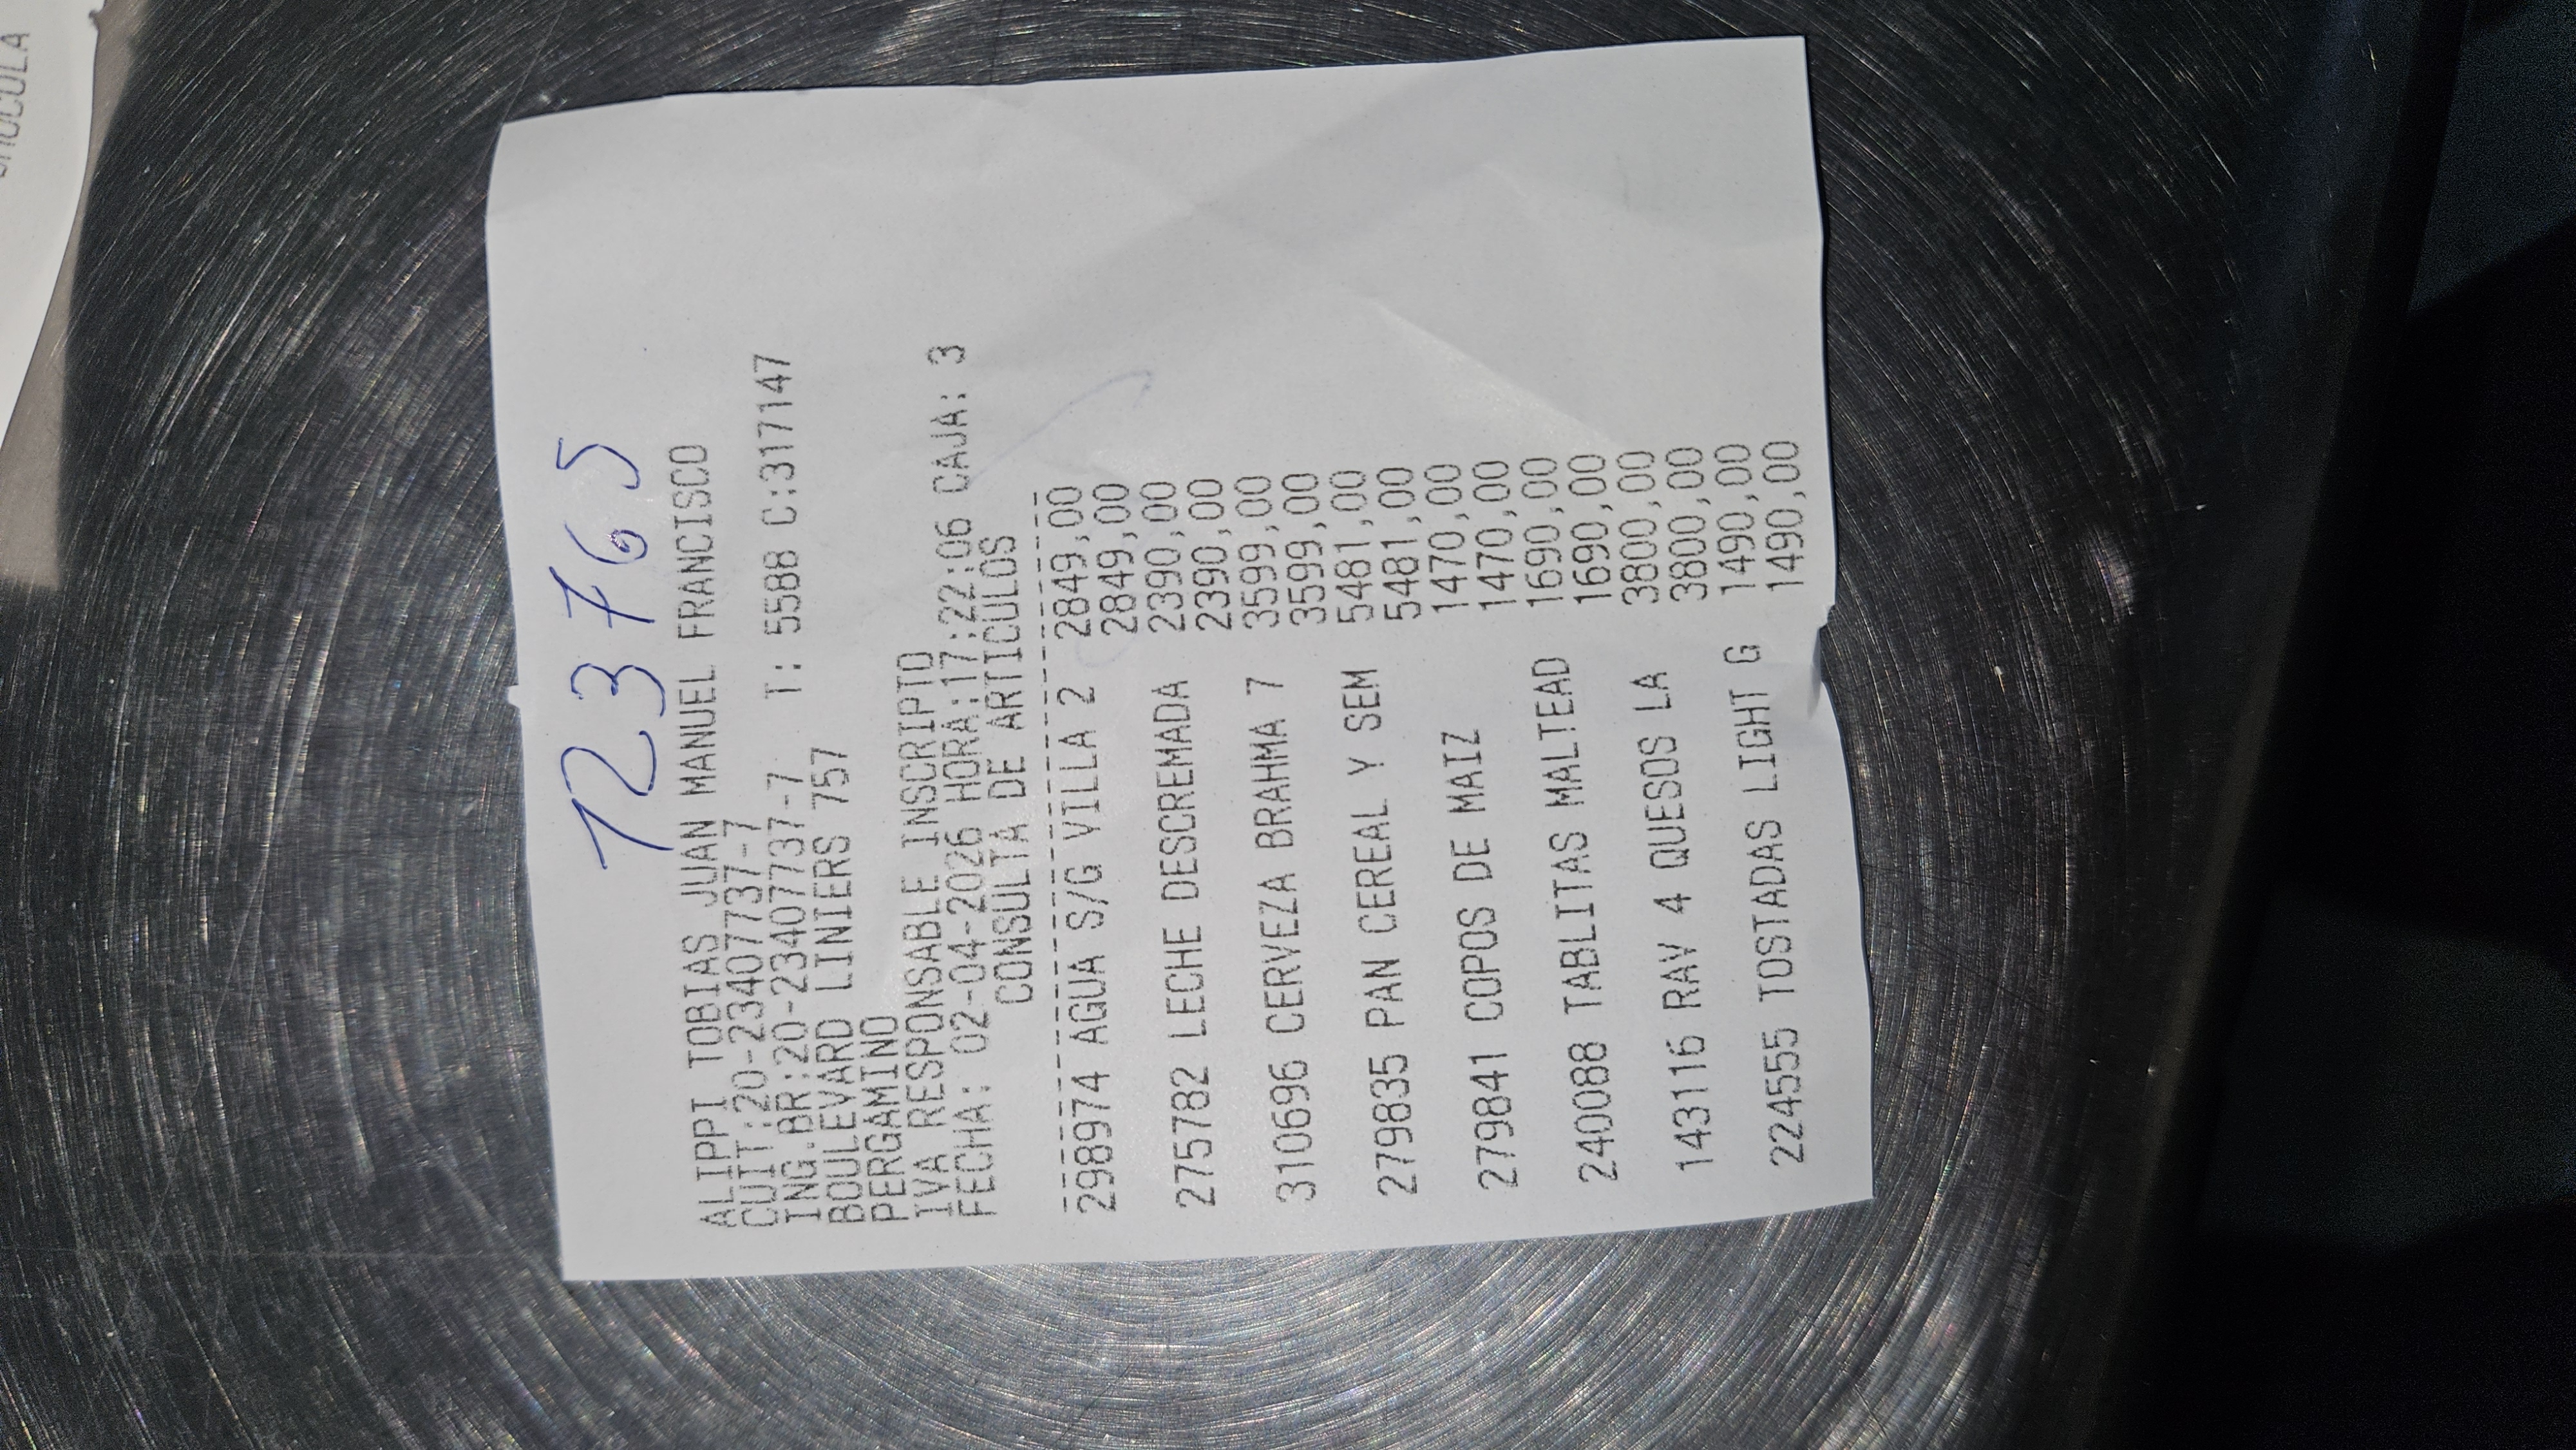 123765
ALIPPI TOBIAS JUAN MANUEL FRANCISCO
CUIT:20-23407737-7
ING.BR:20-23407737-7 T: 5588 C:317147
BOULEVARD LINIERS 757
PERGAMINO
IVA RESPONSABLE INSCRIPTO
FECHA: 02-04-2026 HORA:17:22:06 CAJA: 3
CONSULTA DE ARTICULOS
298974 AGUA S/G VILLA 2 2849,00
2849,00
275782 LECHE DESCREMADA 2390,00
2390,00
310696 CERVEZA BRAHMA 7 3599,00
3599,00
279835 PAN CEREAL Y SEM 5481,00
5481,00
279841 COPOS DE MAIZ 1470,00
1470,00
240088 TABLITAS MALTEAD 1690,00
1690,00
143116 RAV 4 QUESOS LA 3800,00
3800,00
224555 TOSTADAS LIGHT G 1490,00
1490,00